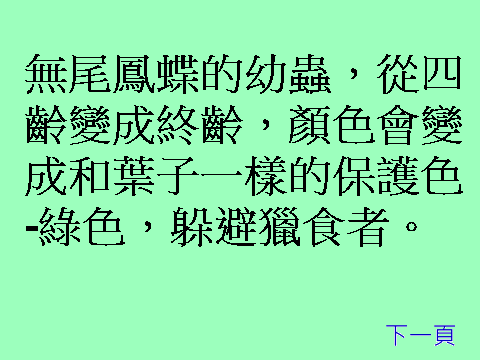 無尾鳳蝶的幼蟲，從四
齡變成終齡，顏色會變
成和葉子一樣的保護色
-綠色，躲避獵食者。
下一頁